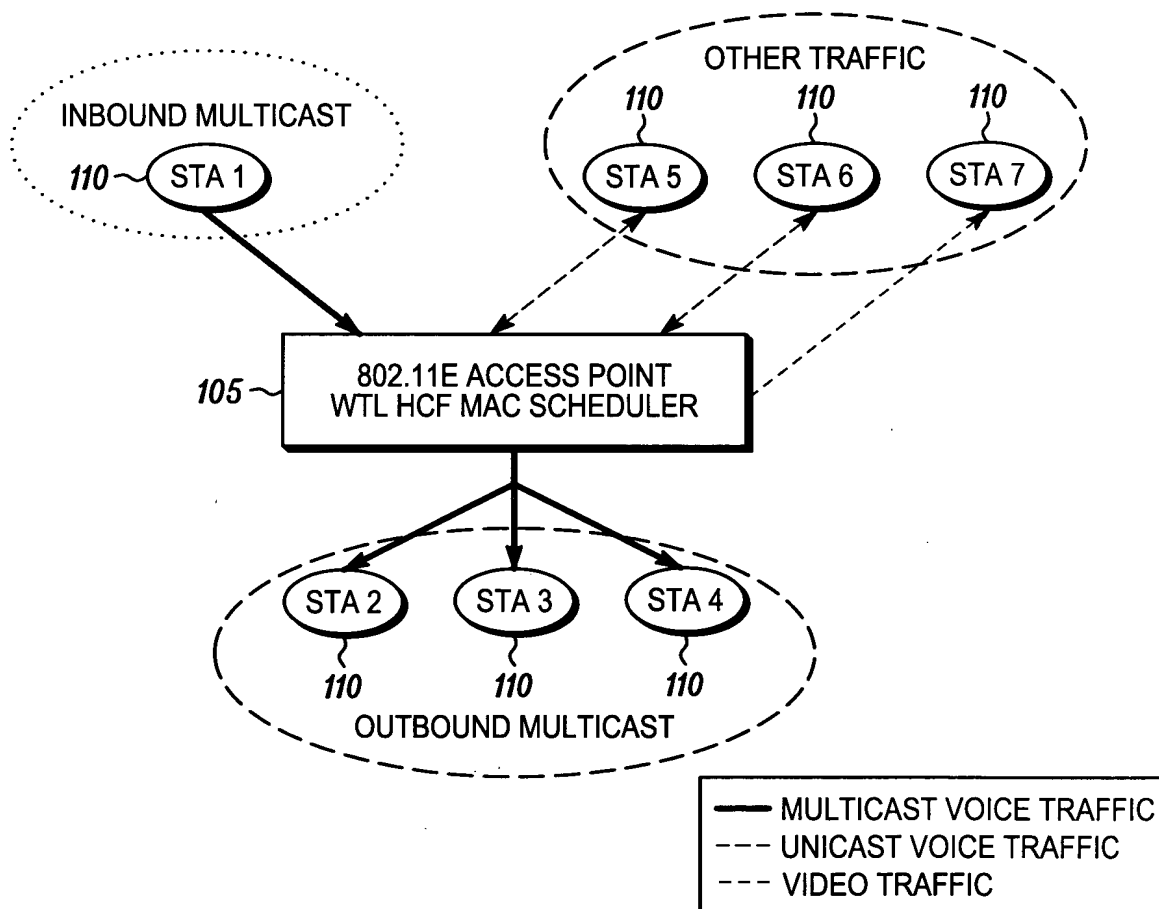 OTHER TRAFFIC
110 110 110
STA 5 STA 6 STA 7
INBOUND MULTICAST
110 STA 1
105
802.11E ACCESS POINT
WTL HCF MAC SCHEDULER
STA 2 STA 3 STA 4
110 110 110
OUTBOUND MULTICAST
MULTICAST VOICE TRAFFIC
UNICAST VOICE TRAFFIC
VIDEO TRAFFIC